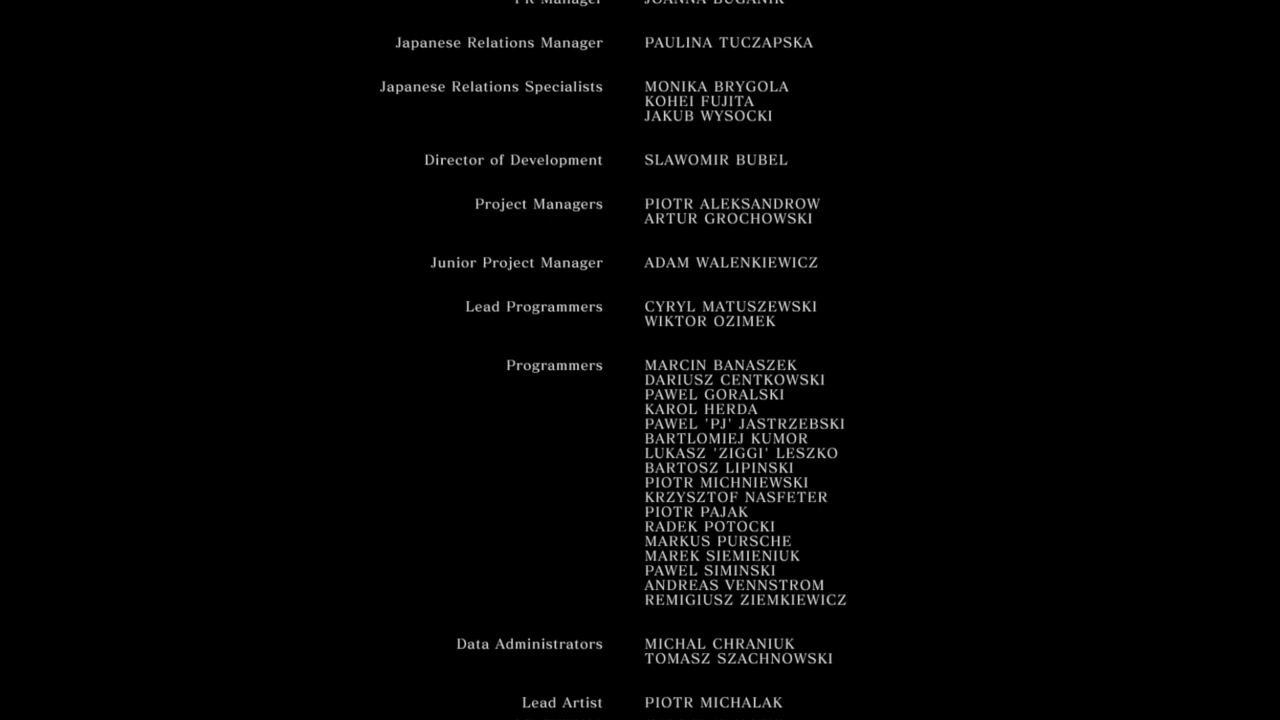 PR Manager JOANNA BUGANIK
Japanese Relations Manager PAULINA TUCZAPSKA
Japanese Relations Specialists MONIKA BRYGOLA
KOHEI FUJITA
JAKUB WYSOCKI
Director of Development SLAWOMIR BUBEL
Project Managers PIOTR ALEKSANDROW
ARTUR GROCHOWSKI
Junior Project Manager ADAM WALENKIEWICZ
Lead Programmers CYRYL MATUSZEWSKI
WIKTOR OZIMEK
Programmers MARCIN BANASZEK
DARIUSZ CENTKOWSKI
PAWEL GORALSKI
KAROL HERDA
PAWEL 'PJ' JASTRZEBSKI
BARTLOMIEJ KUMOR
LUKASZ 'ZIGGI' LESZKO
BARTOSZ LIPINSKI
PIOTR MICHNIEWSKI
KRZYSZTOF NASFETER
PIOTR PAJAK
RADEK POTOCKI
MARKUS PURSCHE
MAREK SIEMIENIUK
PAWEL SIMINSKI
ANDREAS VENNSTROM
REMIGIUSZ ZIEMKIEWICZ
Data Administrators MICHAL CHRANIUK
TOMASZ SZACHNOWSKI
Lead Artist PIOTR MICHALAK